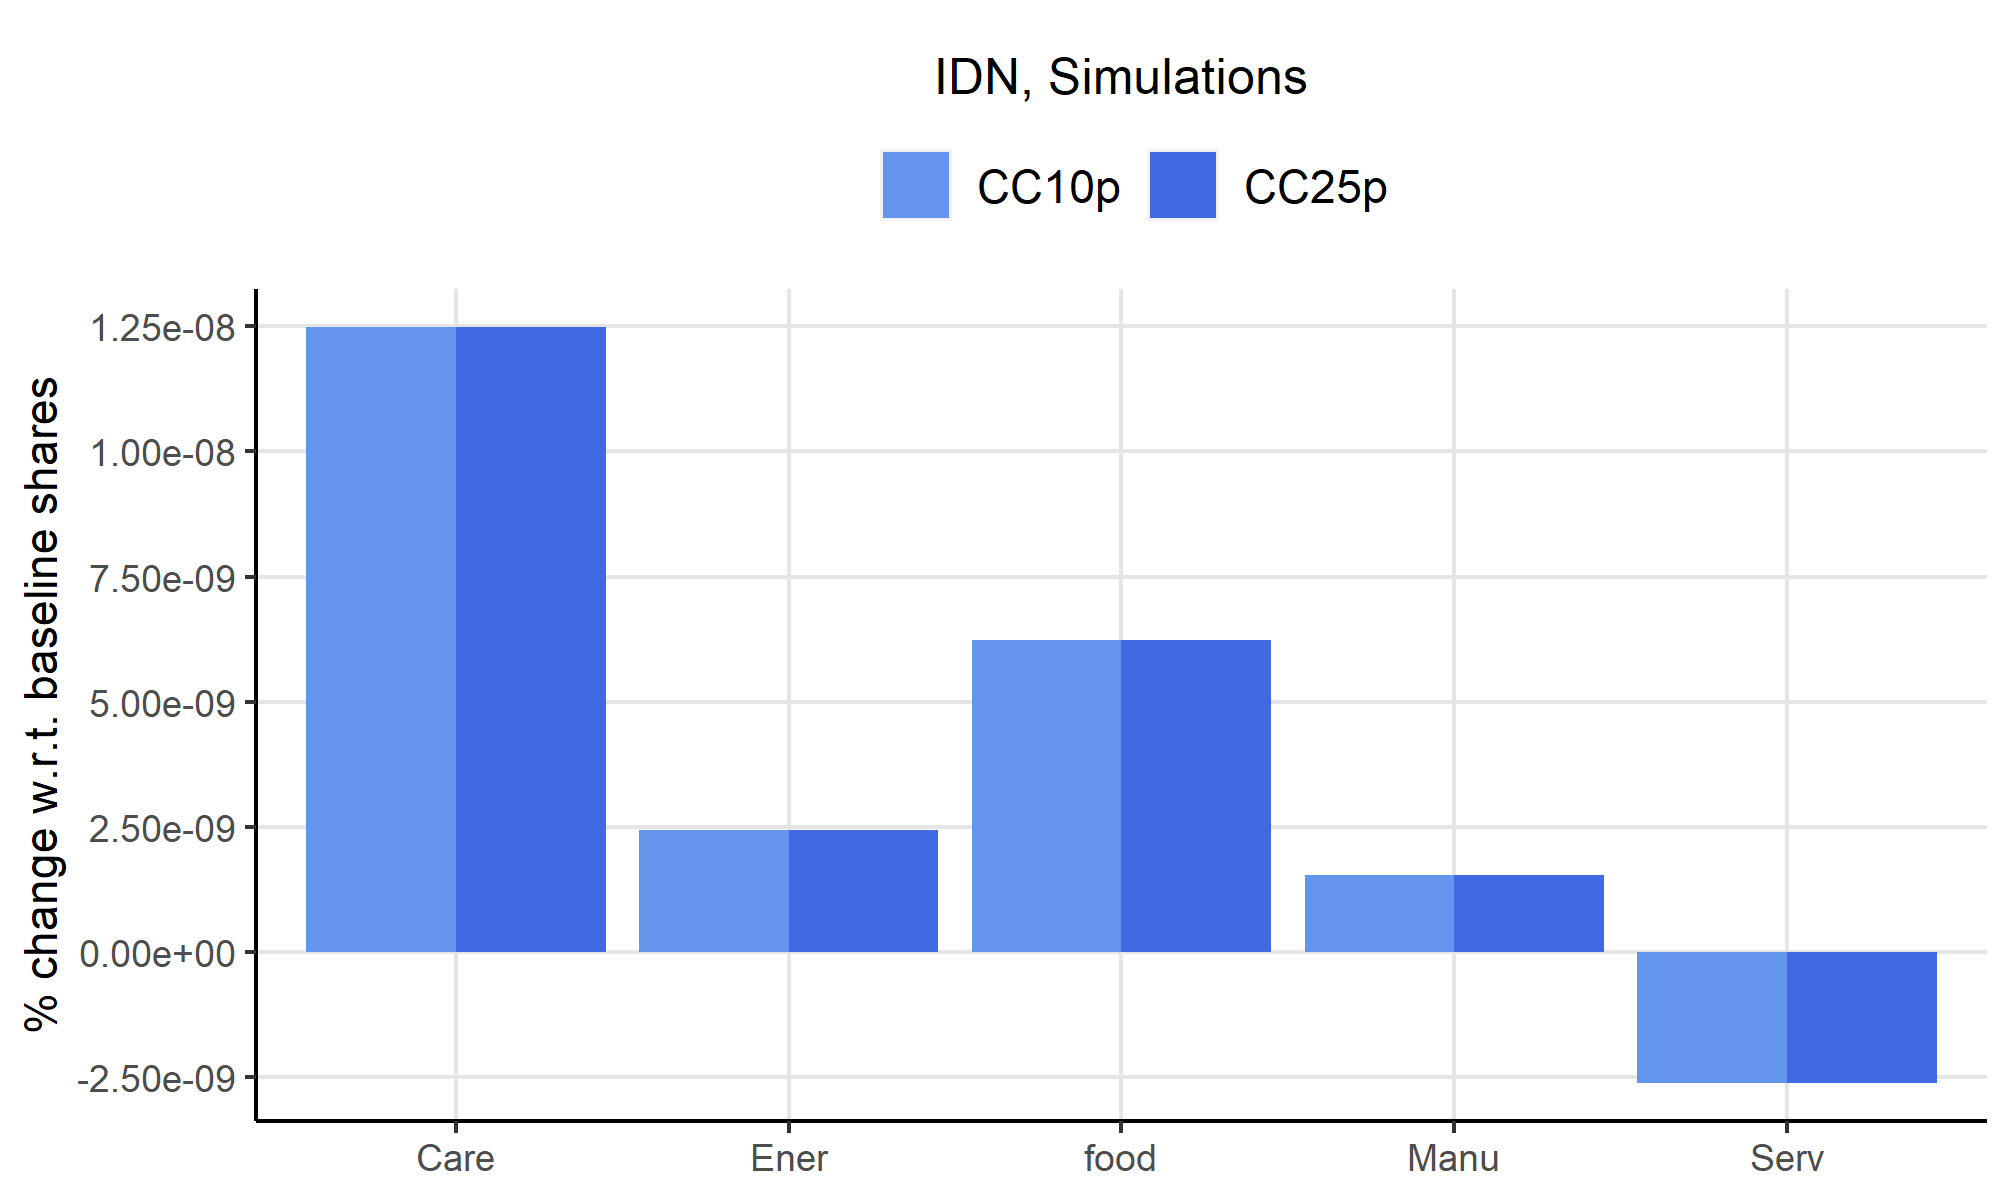 IDN, Simulations
CC10p CC25p
% change w.r.t. baseline shares
1.25e-08
1.00e-08
7.50e-09
5.00e-09
2.50e-09
0.00e+00
-2.50e-09
Care Ener food Manu Serv